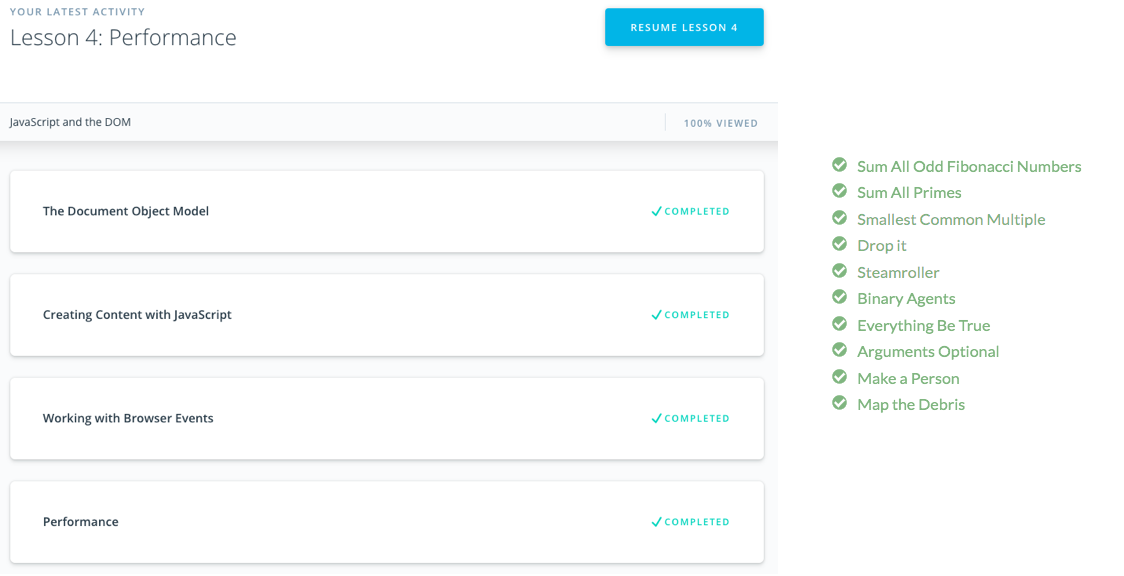 YOUR LATEST ACTIVITY
Lesson 4: Performance
RESUME LESSON 4
JavaScript and the DOM
100% VIEWED
The Document Object Model
COMPLETED
Creating Content with JavaScript
COMPLETED
Working with Browser Events
COMPLETED
Performance
COMPLETED
Sum All Odd Fibonacci Numbers
Sum All Primes
Smallest Common Multiple
Drop it
Steamroller
Binary Agents
Everything Be True
Arguments Optional
Make a Person
Map the Debris